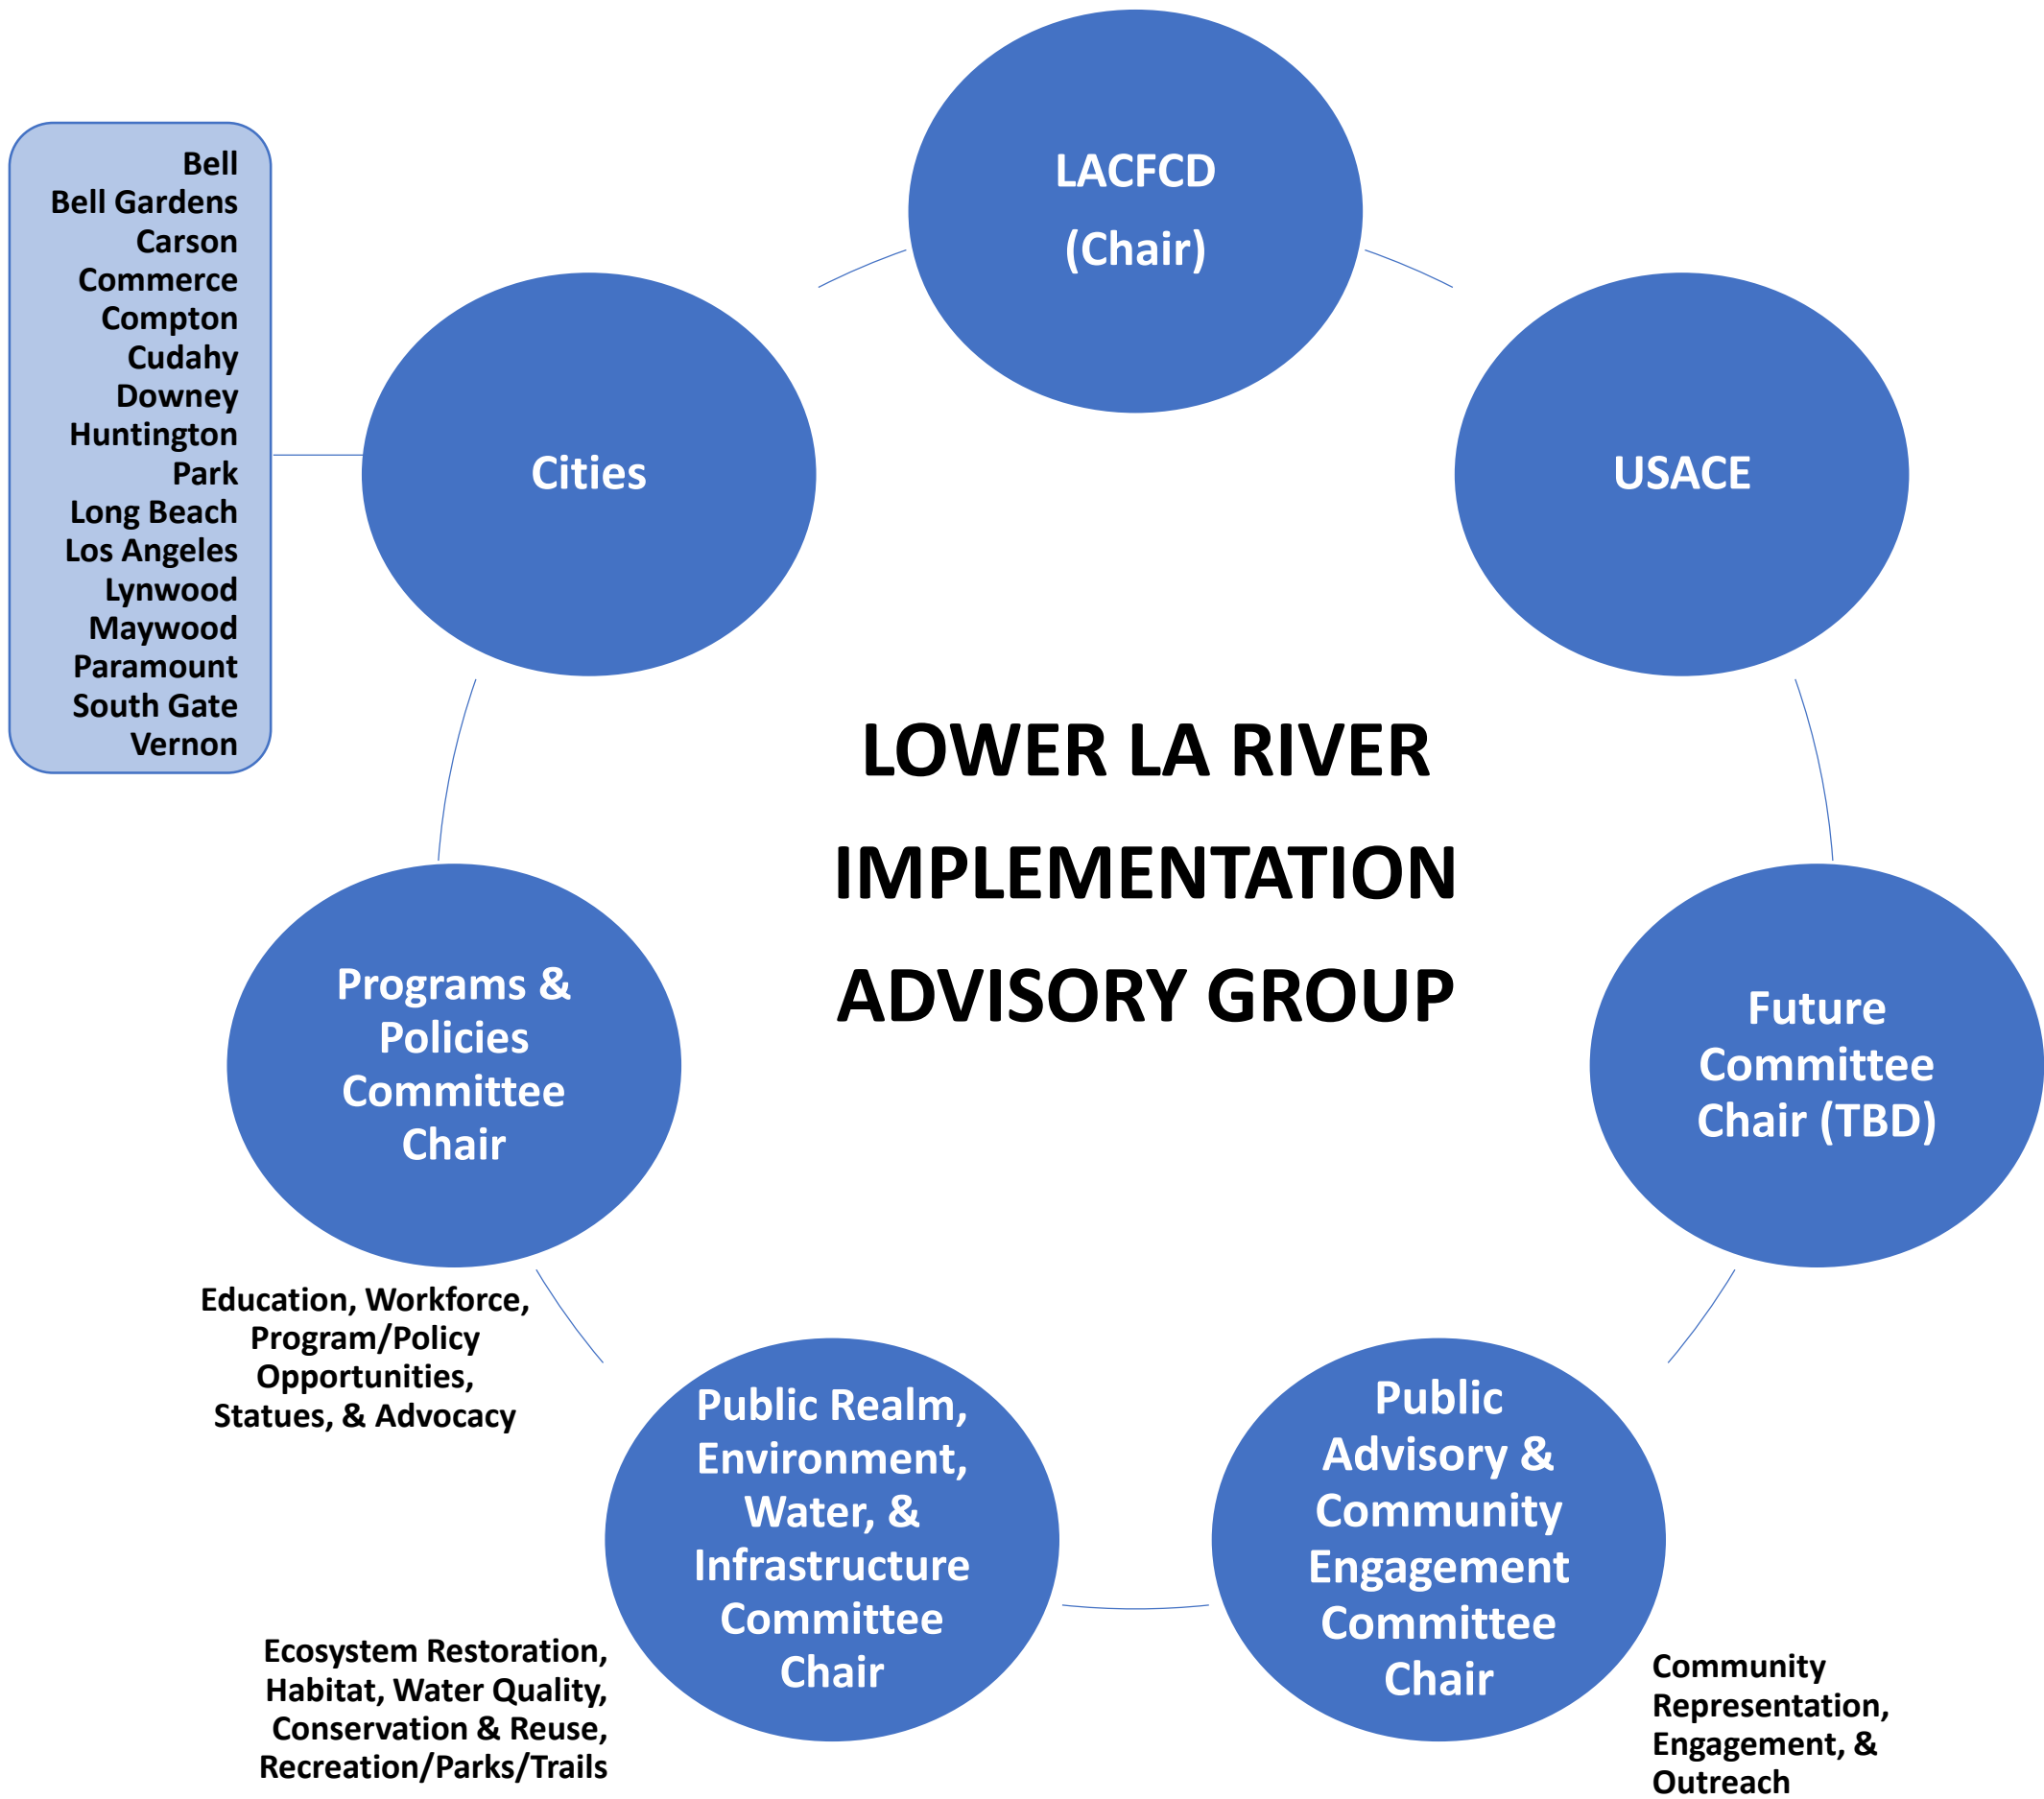 LACFCD
(Chair)
Bell
Bell Gardens
Carson
Commerce
Compton
Cudahy
Downey
Huntington
Park
Long Beach
Los Angeles
Lynwood
Maywood
Paramount
South Gate
Vernon
Cities
USACE
LOWER LA RIVER
IMPLEMENTATION
ADVISORY GROUP
Programs &
Policies
Committee
Chair
Future
Committee
Chair (TBD)
Education, Workforce,
Program/Policy
Opportunities,
Statues, & Advocacy
Public Realm,
Environment,
Water, &
Infrastructure
Committee
Chair
Public
Advisory &
Community
Engagement
Committee
Chair
Ecosystem Restoration,
Habitat, Water Quality,
Conservation & Reuse,
Recreation/Parks/Trails
Community
Representation,
Engagement, &
Outreach